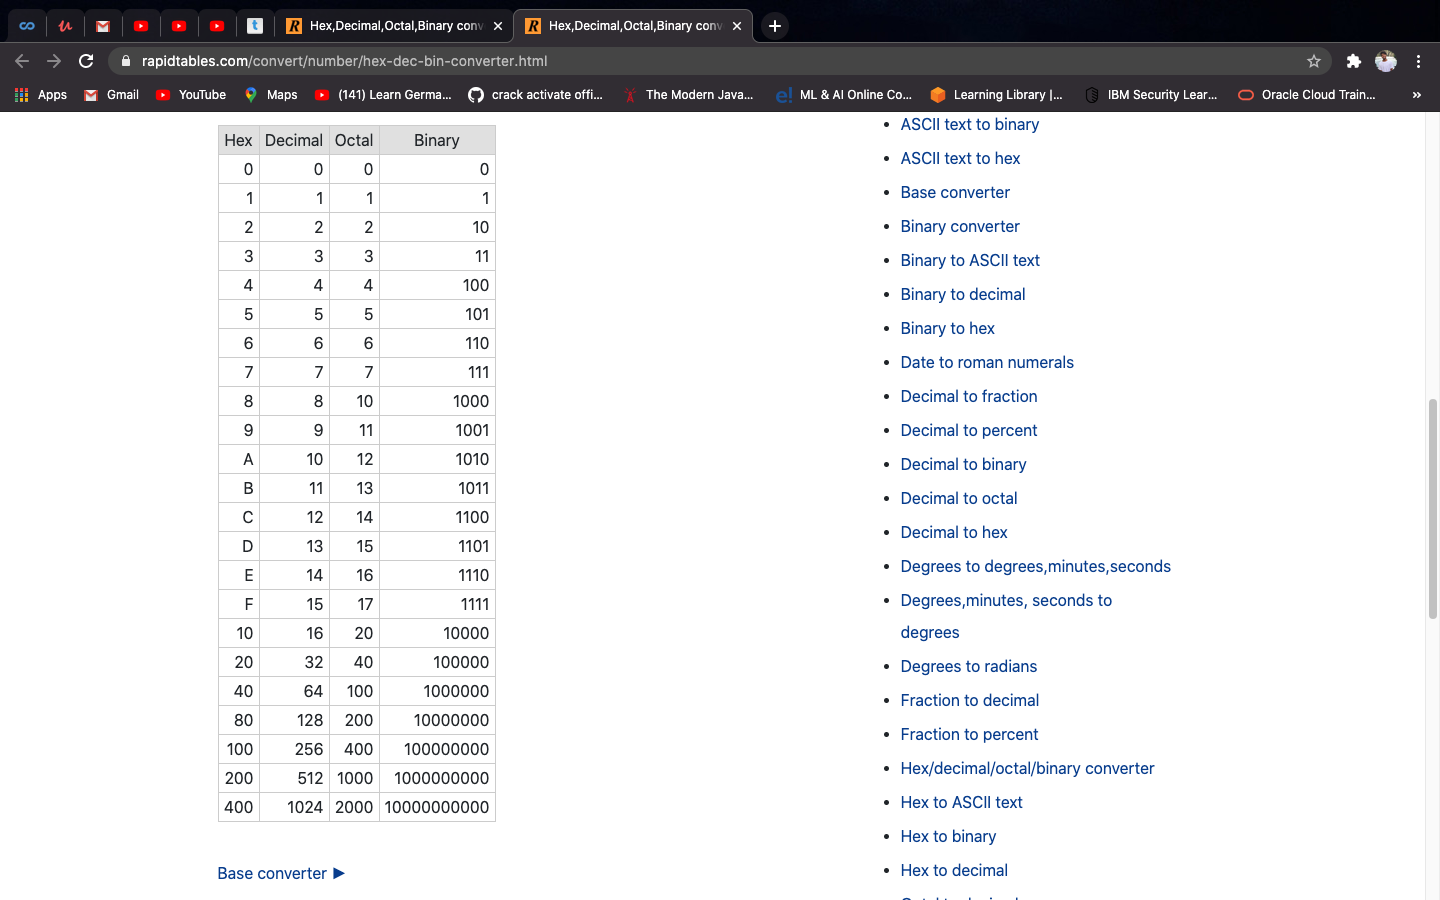 Hex,Decimal,Octal,Binary conv
Hex,Decimal,Octal,Binary conv
rapidtables.com/convert/number/hex-dec-bin-converter.html
Apps Gmail YouTube Maps (141) Learn Germa... crack activate offi... The Modern Java... ML & AI Online Co... Learning Library |... IBM Security Lear... Oracle Cloud Train... »
Hex Decimal Octal Binary
0 0 0 0
1 1 1 1
2 2 2 10
3 3 3 11
4 4 4 100
5 5 5 101
6 6 6 110
7 7 7 111
8 8 10 1000
9 9 11 1001
A 10 12 1010
B 11 13 1011
C 12 14 1100
D 13 15 1101
E 14 16 1110
F 15 17 1111
10 16 20 10000
20 32 40 100000
40 64 100 1000000
80 128 200 10000000
100 256 400 100000000
200 512 1000 1000000000
400 1024 2000 10000000000
Base converter ►
• ASCII text to binary
• ASCII text to hex
• Base converter
• Binary converter
• Binary to ASCII text
• Binary to decimal
• Binary to hex
• Date to roman numerals
• Decimal to fraction
• Decimal to percent
• Decimal to binary
• Decimal to octal
• Decimal to hex
• Degrees to degrees,minutes,seconds
• Degrees,minutes, seconds to
degrees
• Degrees to radians
• Fraction to decimal
• Fraction to percent
• Hex/decimal/octal/binary converter
• Hex to ASCII text
• Hex to binary
• Hex to decimal